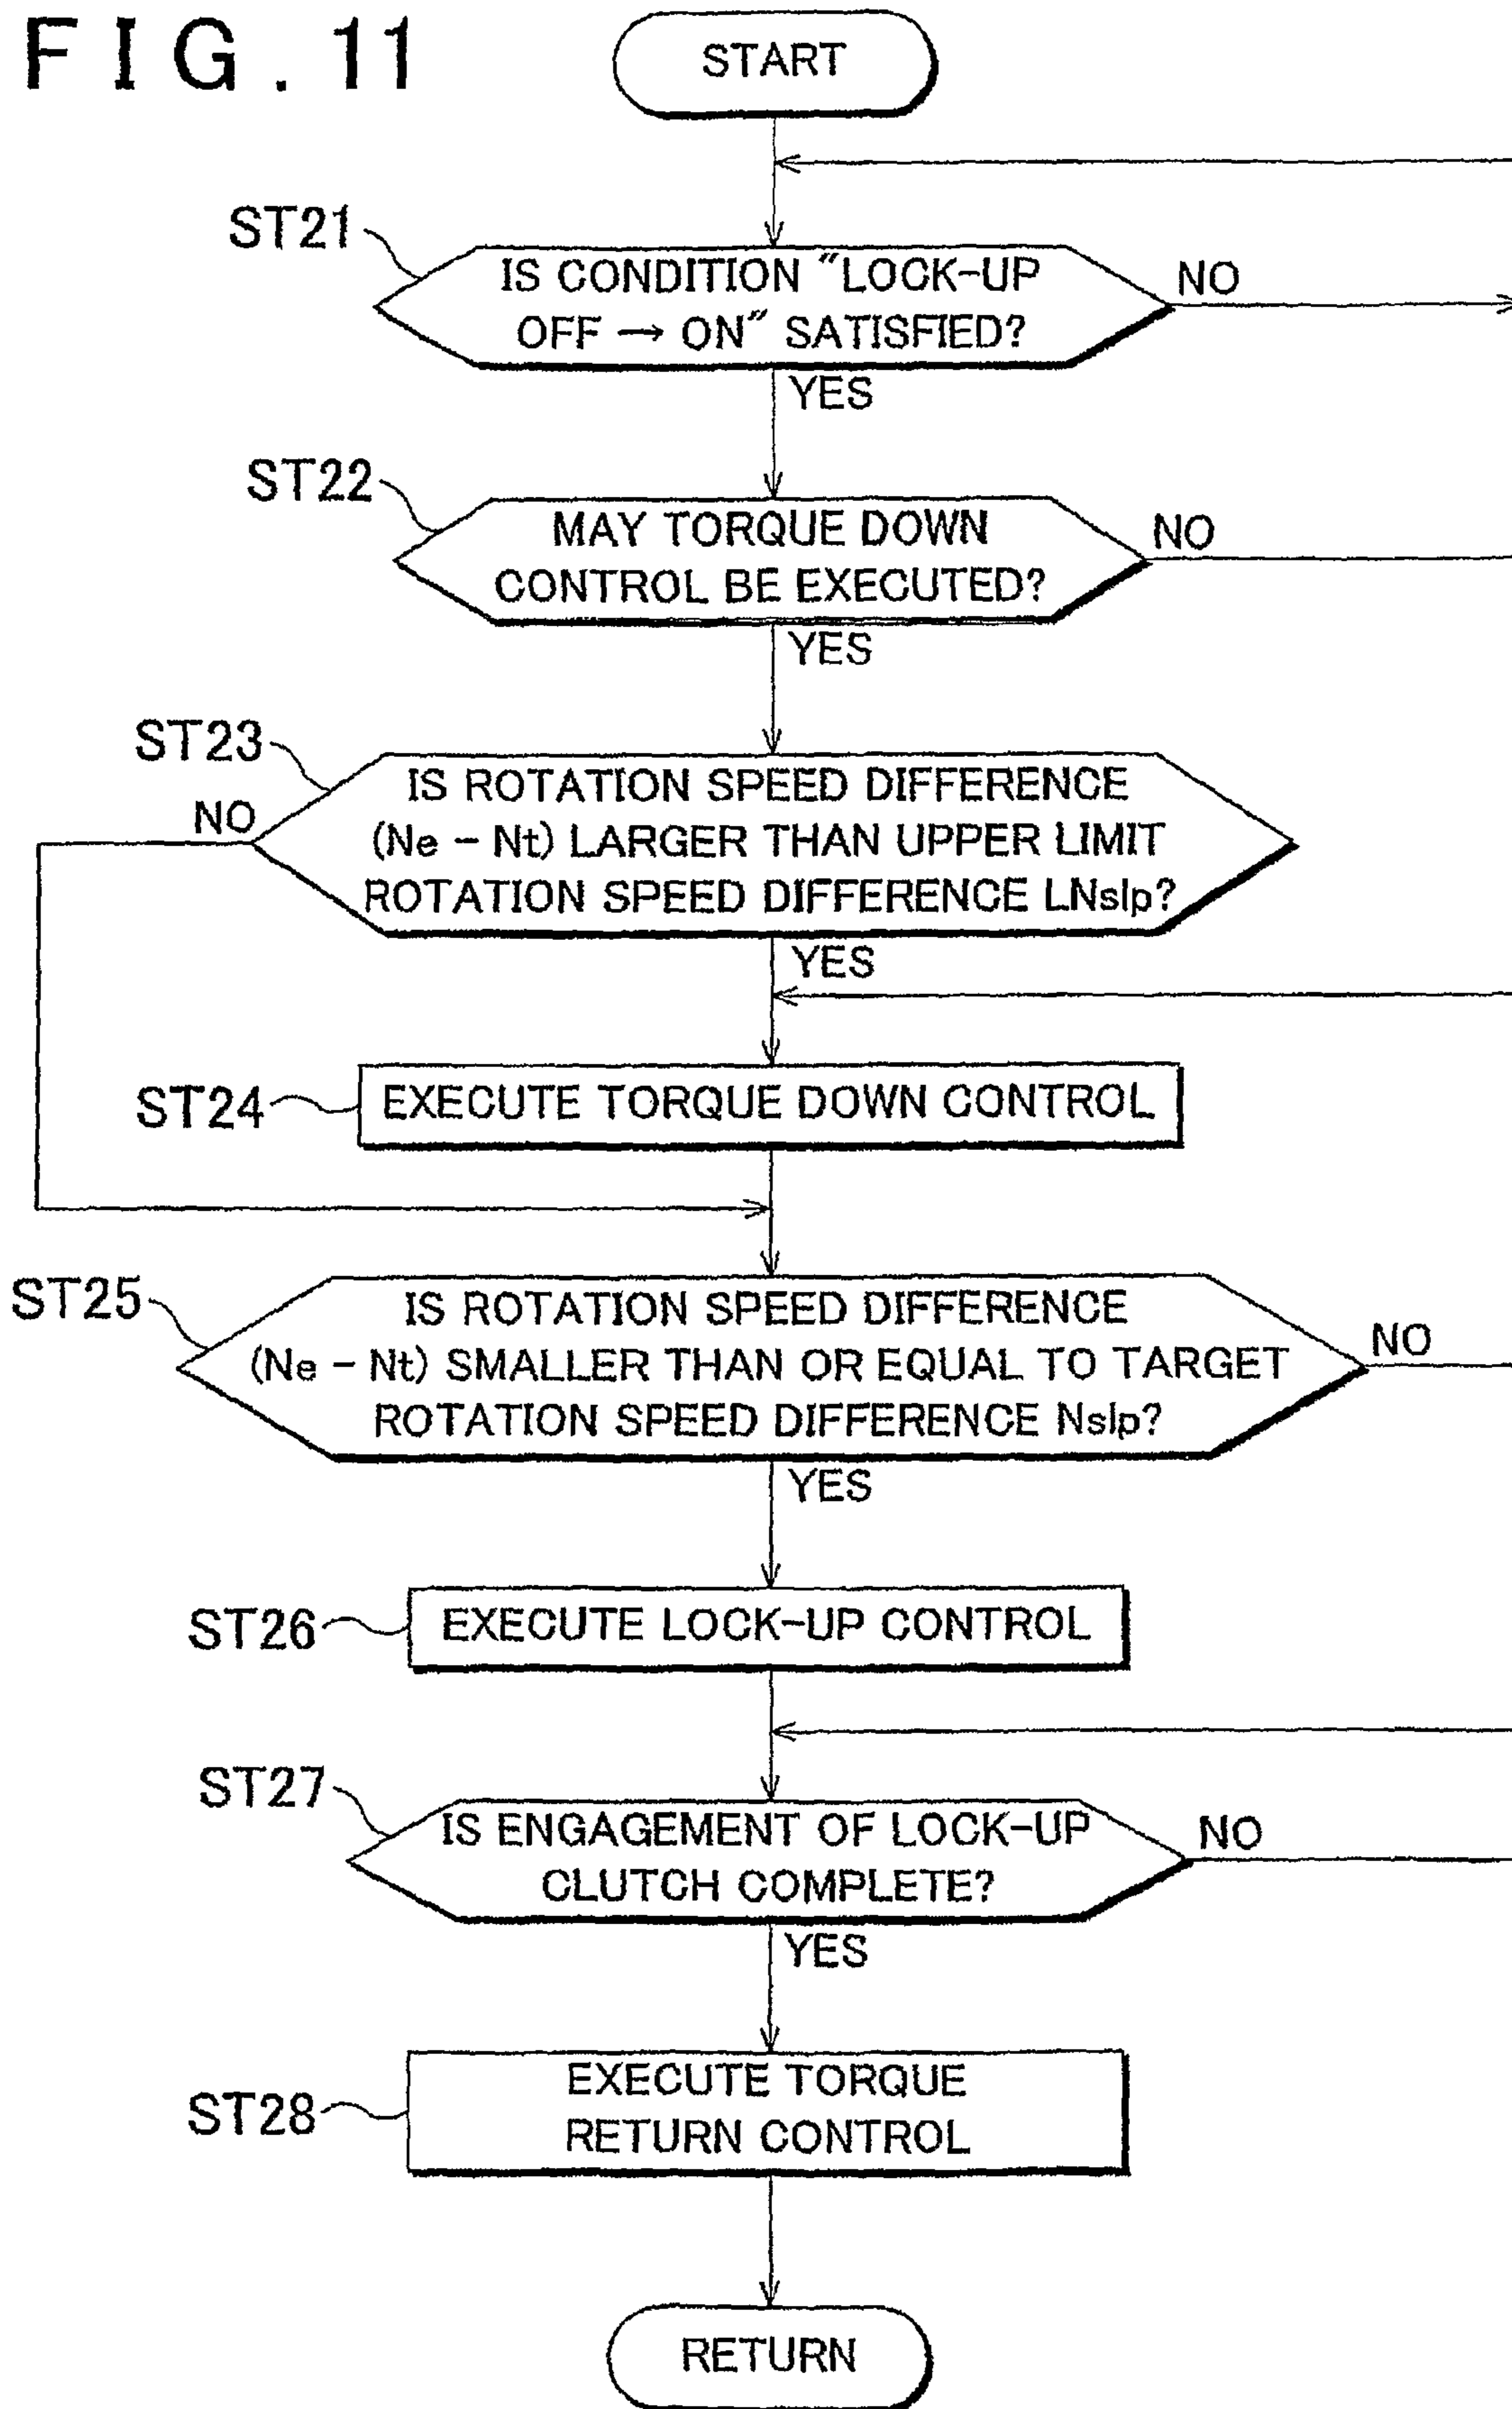 FIG. 11
START
ST21
IS CONDITION "LOCK-UP
OFF → ON" SATISFIED?
NO
YES
ST22
MAY TORQUE DOWN
CONTROL BE EXECUTED?
NO
YES
ST23
NO
IS ROTATION SPEED DIFFERENCE
(Ne - Nt) LARGER THAN UPPER LIMIT
ROTATION SPEED DIFFERENCE LNslp?
YES
ST24
EXECUTE TORQUE DOWN CONTROL
ST25
IS ROTATION SPEED DIFFERENCE
(Ne - Nt) SMALLER THAN OR EQUAL TO TARGET
ROTATION SPEED DIFFERENCE Nslp?
NO
YES
ST26
EXECUTE LOCK-UP CONTROL
ST27
IS ENGAGEMENT OF LOCK-UP
CLUTCH COMPLETE?
NO
YES
ST28
EXECUTE TORQUE
RETURN CONTROL
RETURN